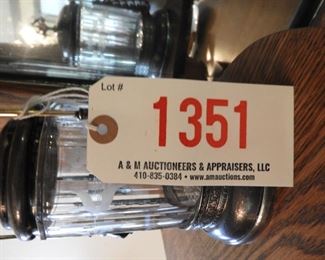 Lot #
1351
A & M AUCTIONEERS & APPRAISERS, LLC
410-835-0384 • www.amauctions.com